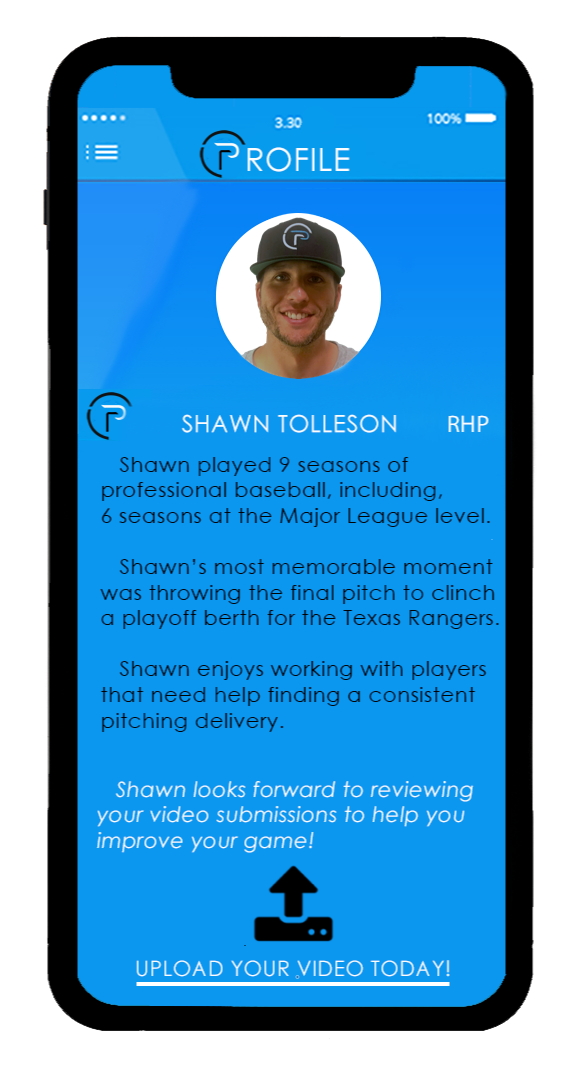 3.30
100%
PROFILE
SHAWN TOLLESON RHP
Shawn played 9 seasons of
professional baseball, including,
6 seasons at the Major League level.
Shawn's most memorable moment
was throwing the final pitch to clinch
a playoff berth for the Texas Rangers.
Shawn enjoys working with players
that need help finding a consistent
pitching delivery.
Shawn looks forward to reviewing
your video submissions to help you
improve your game!
UPLOAD YOUR VIDEO TODAY!